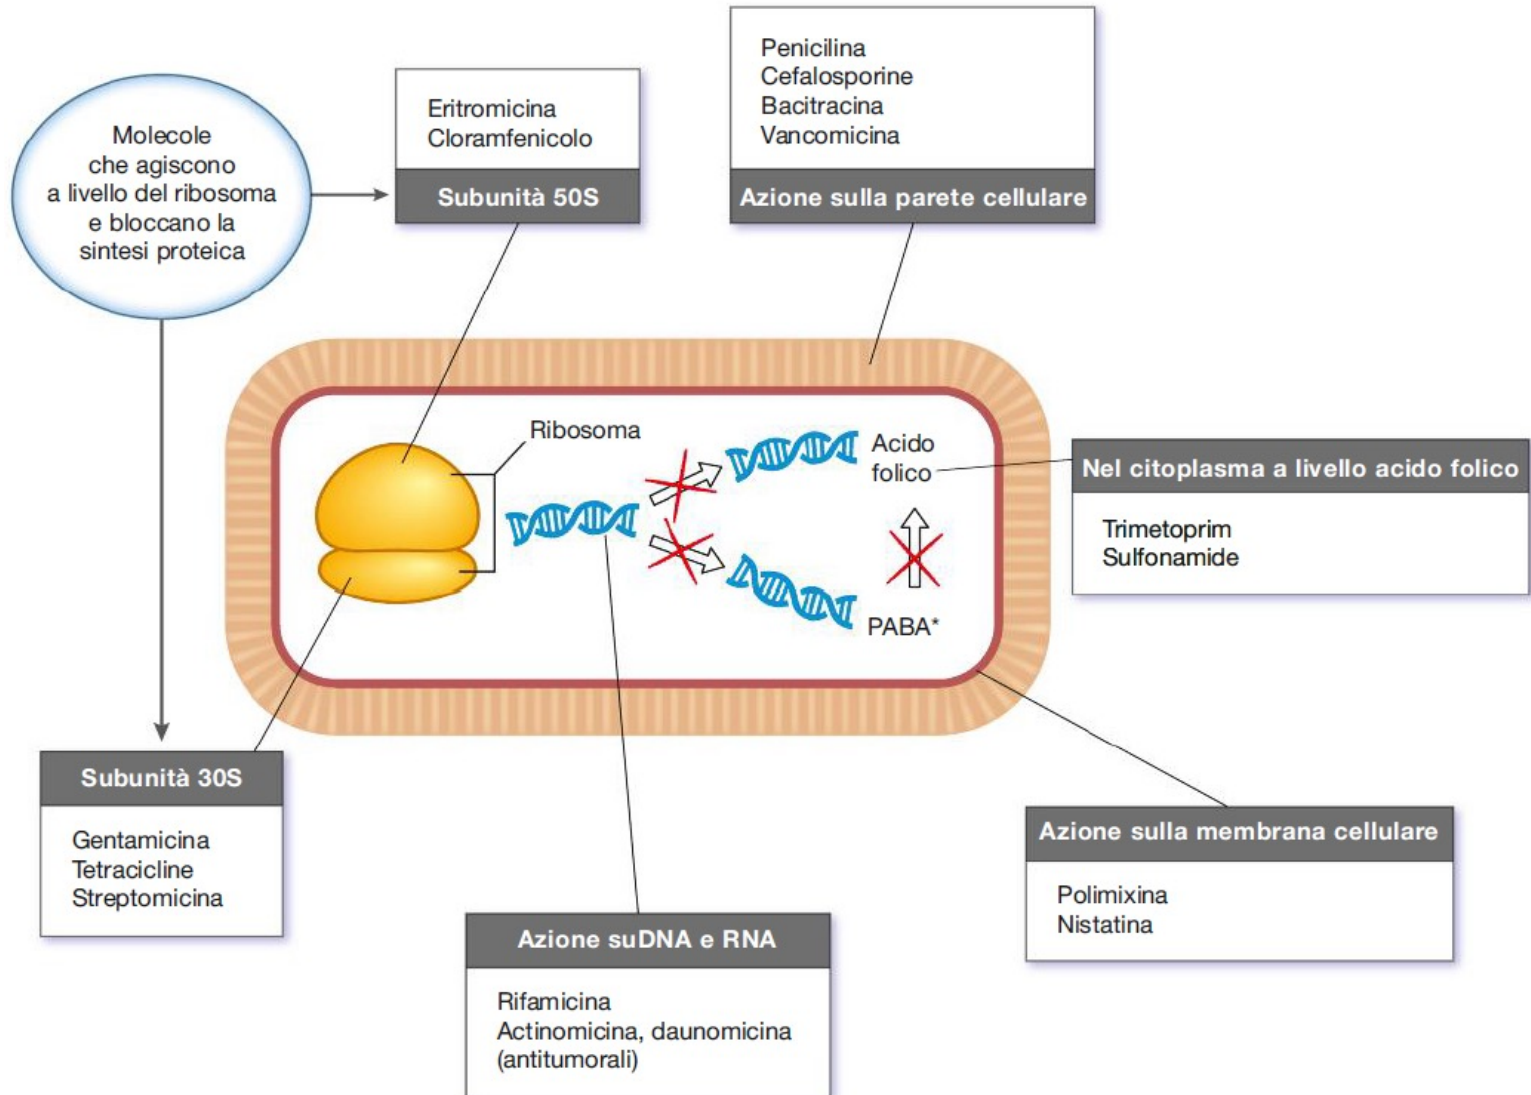 Molecole
che agiscono
a livello del ribosoma
e bloccano la
sintesi proteica
Eritromicina
Cloramfenicolo
Subunità 50S
Penicilina
Cefalosporine
Bacitracina
Vancomicina
Azione sulla parete cellulare
Ribosoma
Acido
folico
PABA*
Nel citoplasma a livello acido folico
Trimetoprim
Sulfonamide
Subunità 30S
Gentamicina
Tetracicline
Streptomicina
Azione suDNA e RNA
Rifamicina
Actinomicina, daunomicina
(antitumorali)
Azione sulla membrana cellulare
Polimixina
Nistatina